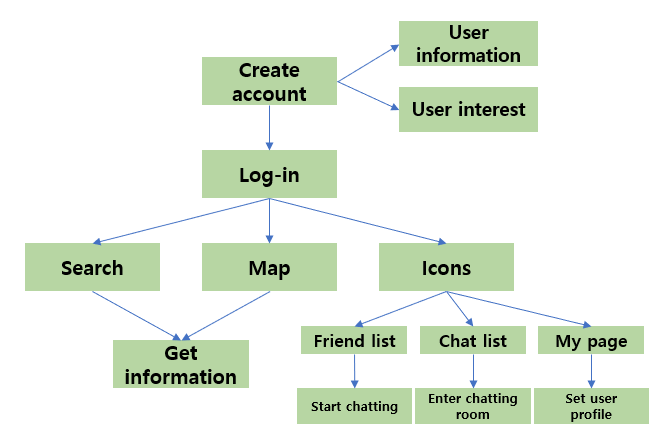 User
information
Create
account
User interest
Log-in
Search
Map
Icons
Friend list
Chat list
My page
Get
information
Start chatting
Enter chatting
room
Set user
profile